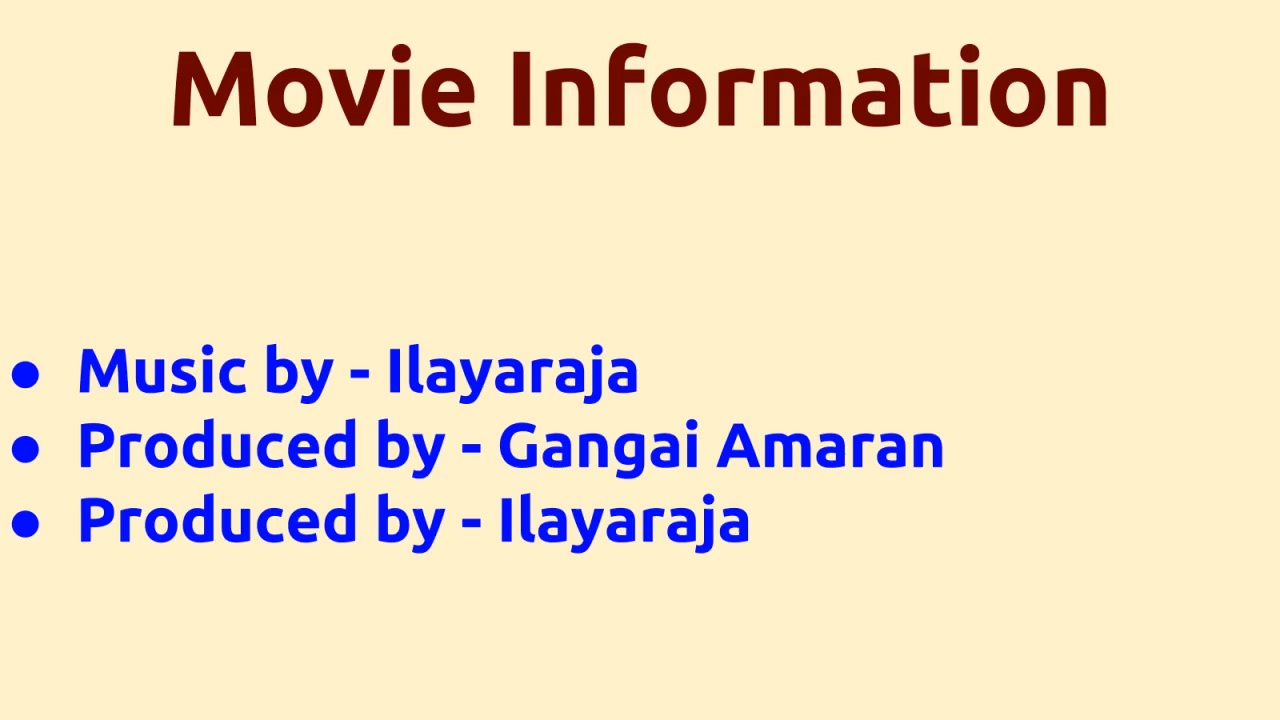 Movie Information
● Music by - Ilayaraja
● Produced by - Gangai Amaran
● Produced by - Ilayaraja